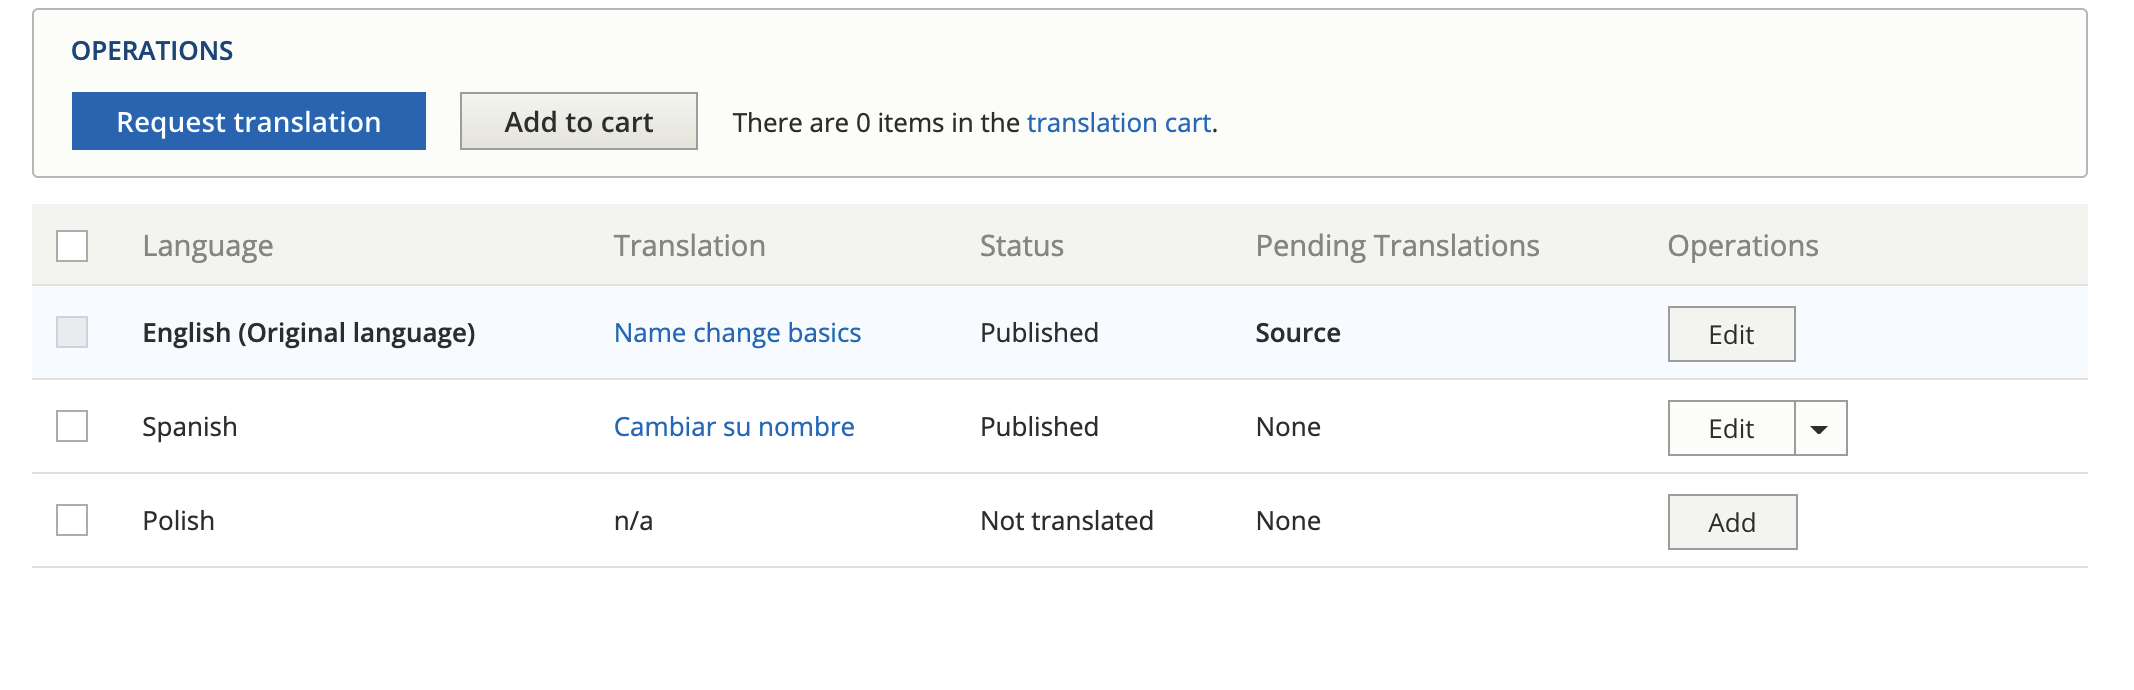 OPERATIONS
Request translation Add to cart There are 0 items in the translation cart.
Language Translation Status Pending Translations Operations
English (Original language) Name change basics Published Source Edit
Spanish Cambiar su nombre Published None Edit
Polish n/a Not translated None Add